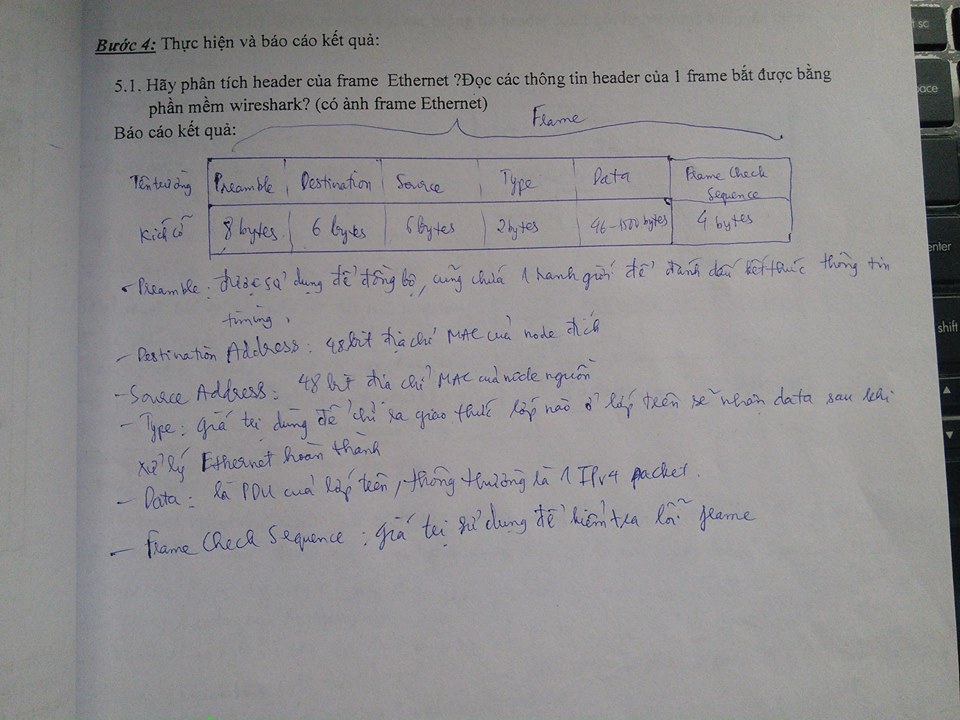 Bước 4: Thực hiện và báo cáo kết quả:
5.1. Hãy phân tích header của frame Ethernet ?Đọc các thông tin header của 1 frame bắt được bằng
phần mềm wireshark? (có ảnh frame Ethernet)
Báo cáo kết quả:
Frame
Tên trường Preamble Destination Source Type Data Frame Check
Sequence
Kích cỡ 8 bytes 6 bytes 6 bytes 2 bytes 46-1500 bytes 4 bytes
- Preamble: được sử dụng để đồng bộ, cũng chứa 1 ranh giới để đánh dấu kết thúc thông tin
timing.
- Destination Address: 48 bit địa chỉ MAC của node đích
- Source Address: 48 bit địa chỉ MAC của node nguồn
- Type: giá trị dùng để chỉ ra giao thức lớp nào ở lớp trên sẽ nhận data sau khi
xử lý Ethernet hoàn thành
- Data: là PDU của lớp trên, thông thường là 1 IPv4 packet.
- Frame Check Sequence: giá trị sử dụng để kiểm tra lỗi frame
enter
shift